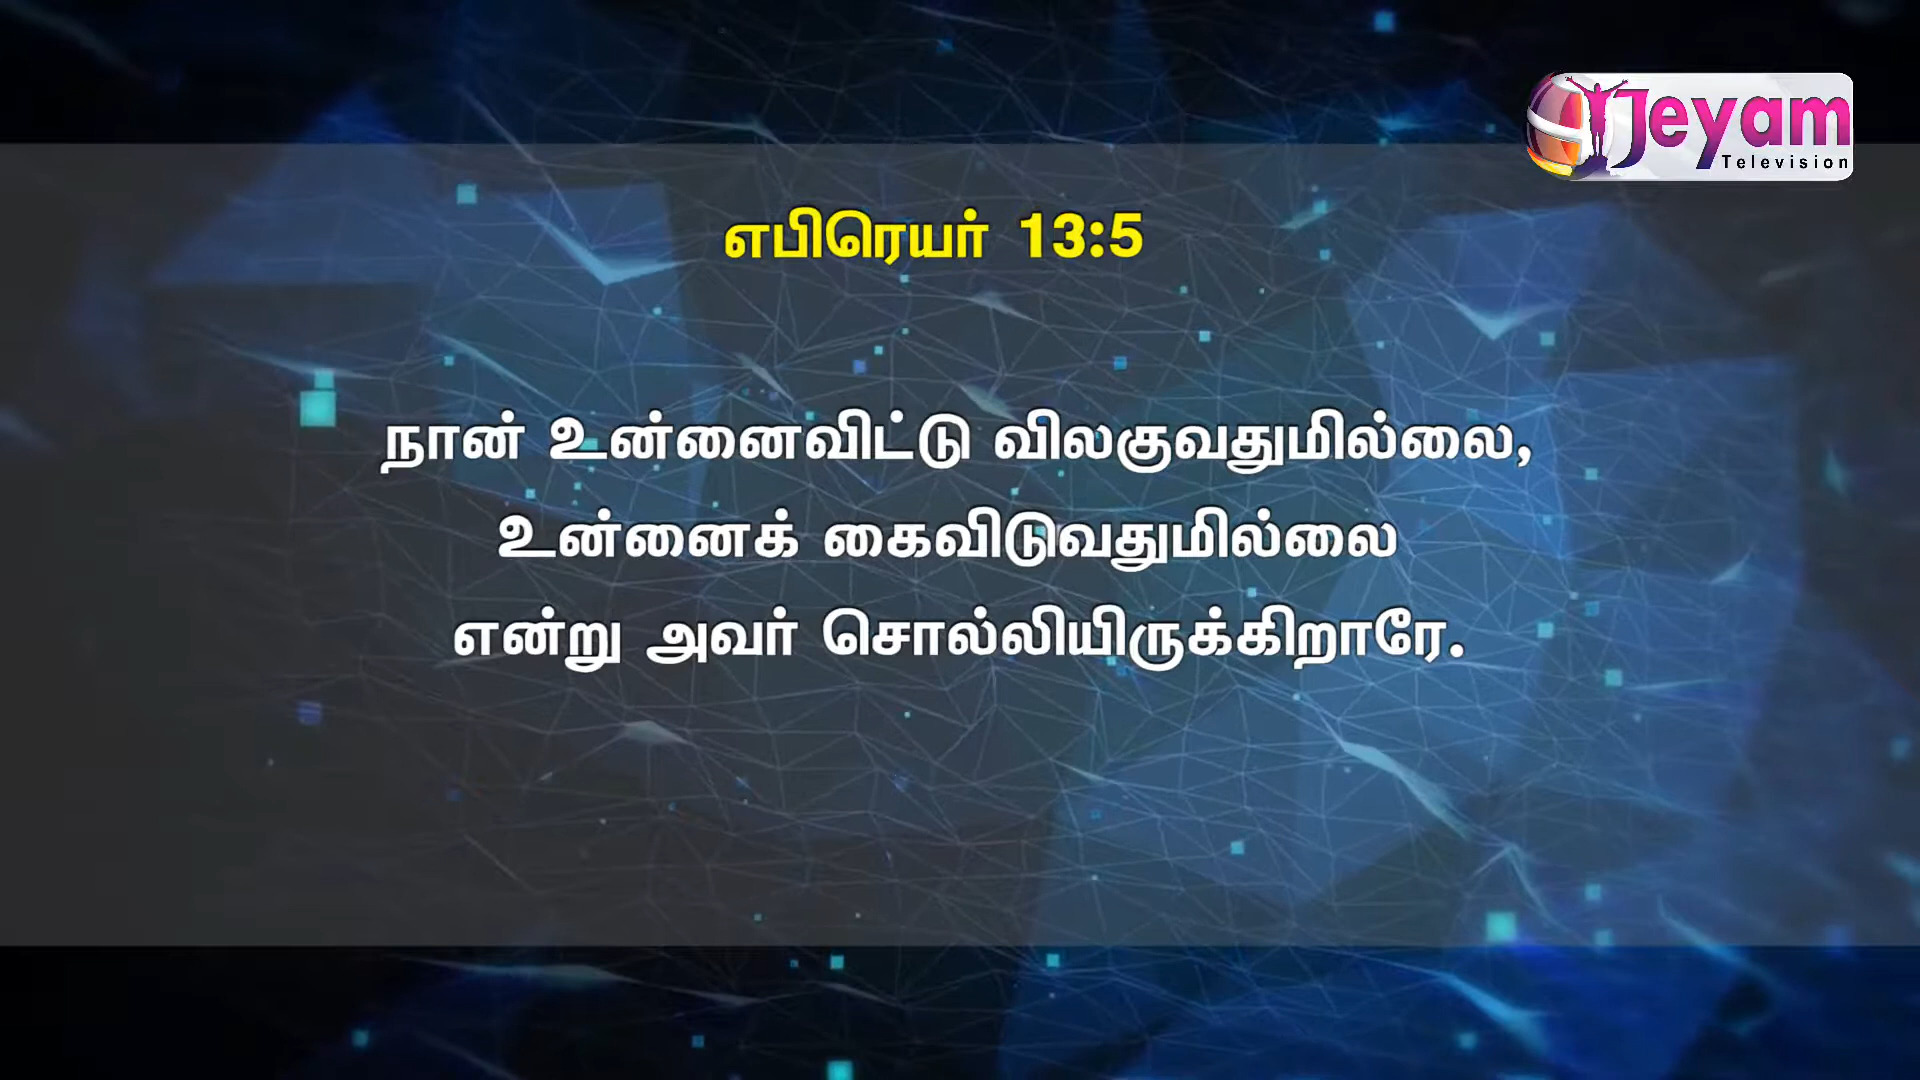 Jeyam
Television
எபிரெயர் 13:5
நான் உன்னைவிட்டு விலகுவதுமில்லை,
உன்னைக் கைவிடுவதுமில்லை
என்று அவர் சொல்லியிருக்கிறாரே.